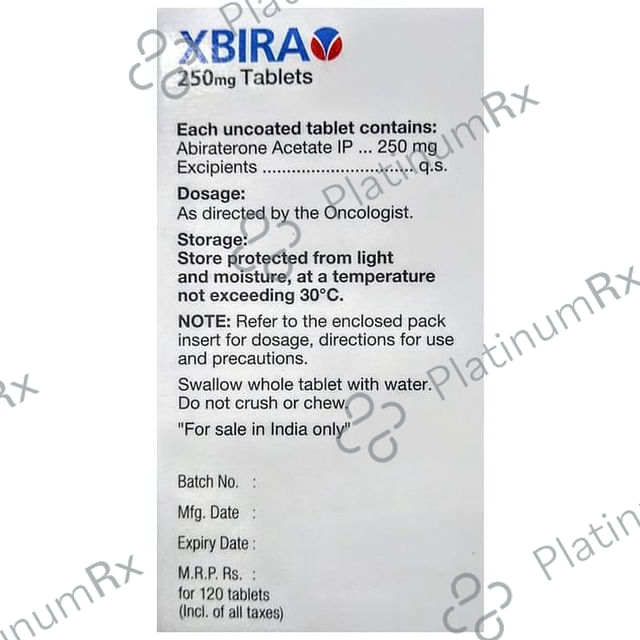 XBIRA
250mg Tablets
Each uncoated tablet contains:
Abiraterone Acetate IP ... 250 mg
Excipients .............................. q.s.
Dosage:
As directed by the Oncologist.
Storage:
Store protected from light
and moisture, at a temperature
not exceeding 30°C.
NOTE: Refer to the enclosed pack
insert for dosage, directions for use
and precautions.
Swallow whole tablet with water.
Do not crush or chew.
"For sale in India only"
Batch No. :
Mfg. Date :
Expiry Date :
M.R.P. Rs. :
for 120 tablets
(Incl. of all taxes)
PlatinumRx
PlatinumRx
PlatinumRx
Rx
tinumRx
Platinu